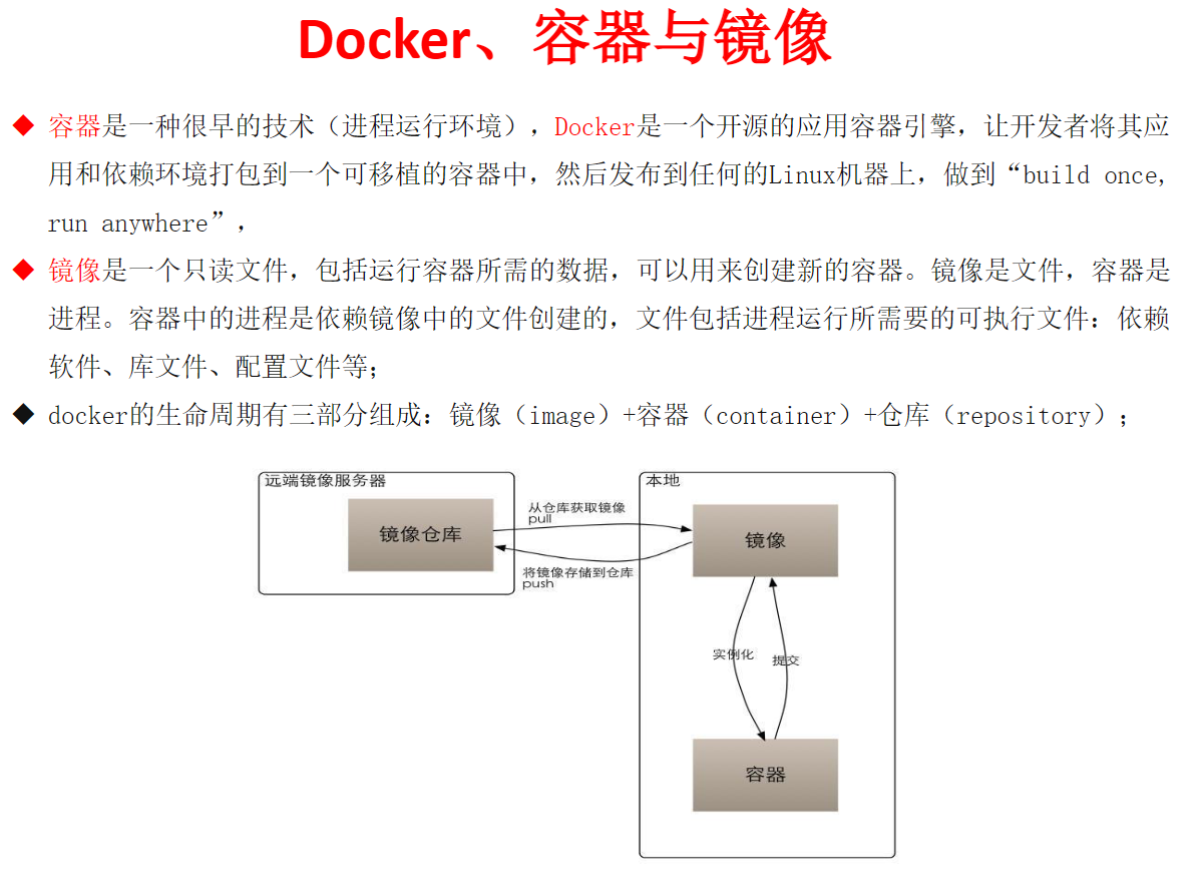 Docker、容器与镜像
容器是一种很早的技术（进程运行环境），Docker是一个开源的应用容器引擎，让开发者将其应
用和依赖环境打包到一个可移植的容器中，然后发布到任何的Linux机器上，做到“build once,
run anywhere”，
镜像是一个只读文件，包括运行容器所需的数据，可以用来创建新的容器。镜像是文件，容器是
进程。容器中的进程是依赖镜像中的文件创建的，文件包括进程运行所需要的可执行文件：依赖
软件、库文件、配置文件等；
docker的生命周期有三部分组成：镜像（image）+容器（container）+仓库（repository）；
远端镜像服务器
镜像仓库
从仓库获取镜像
pull
将镜像存储到仓库
push
本地
镜像
实例化
提交
容器